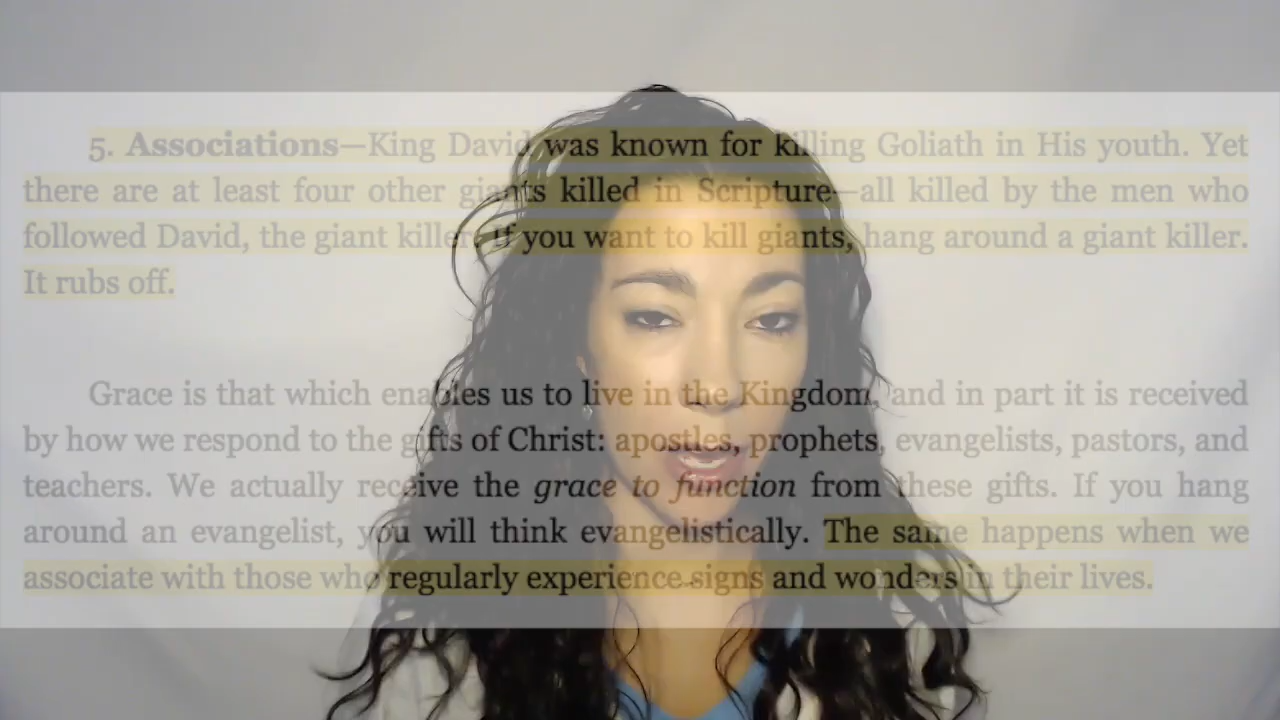 5. Associations—King David was known for killing Goliath in His youth. Yet
there are at least four other giants killed in Scripture—all killed by the men who
followed David, the giant killer. If you want to kill giants, hang around a giant killer.
It rubs off.
Grace is that which enables us to live in the Kingdom, and in part it is received
by how we respond to the gifts of Christ: apostles, prophets, evangelists, pastors, and
teachers. We actually receive the grace to function from these gifts. If you hang
around an evangelist, you will think evangelistically. The same happens when we
associate with those who regularly experience signs and wonders in their lives.